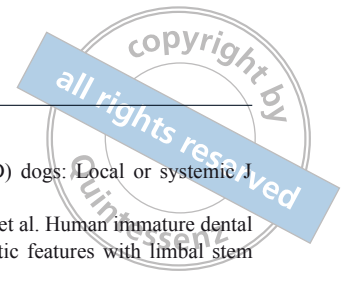 copyright by
all rights reserved
Quintessenz
D) dogs: Local or systemic J
et al. Human immature dental
tic features with limbal stem